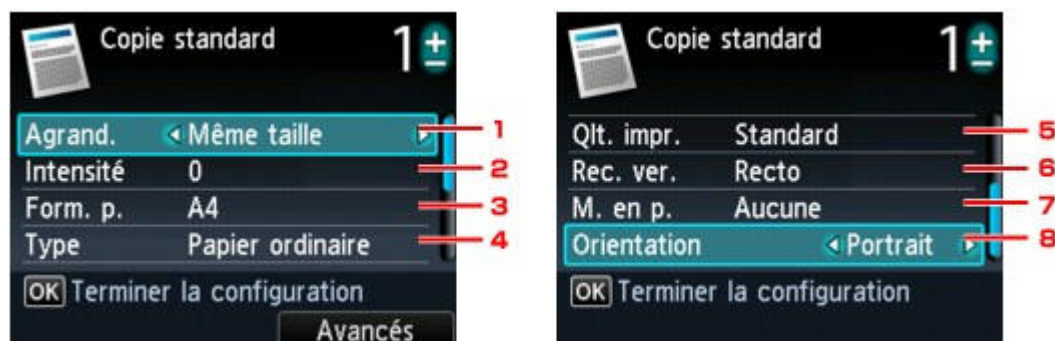 Copie standard 1
Agrand. Même taille 1
Intensité 0 2
Form. p. A4 3
Type Papier ordinaire 4
OK Terminer la configuration
Avancés
Copie standard 1
Qlt. impr. Standard 5
Rec. ver. Recto 6
M. en p. Aucune 7
Orientation Portrait 8
OK Terminer la configuration